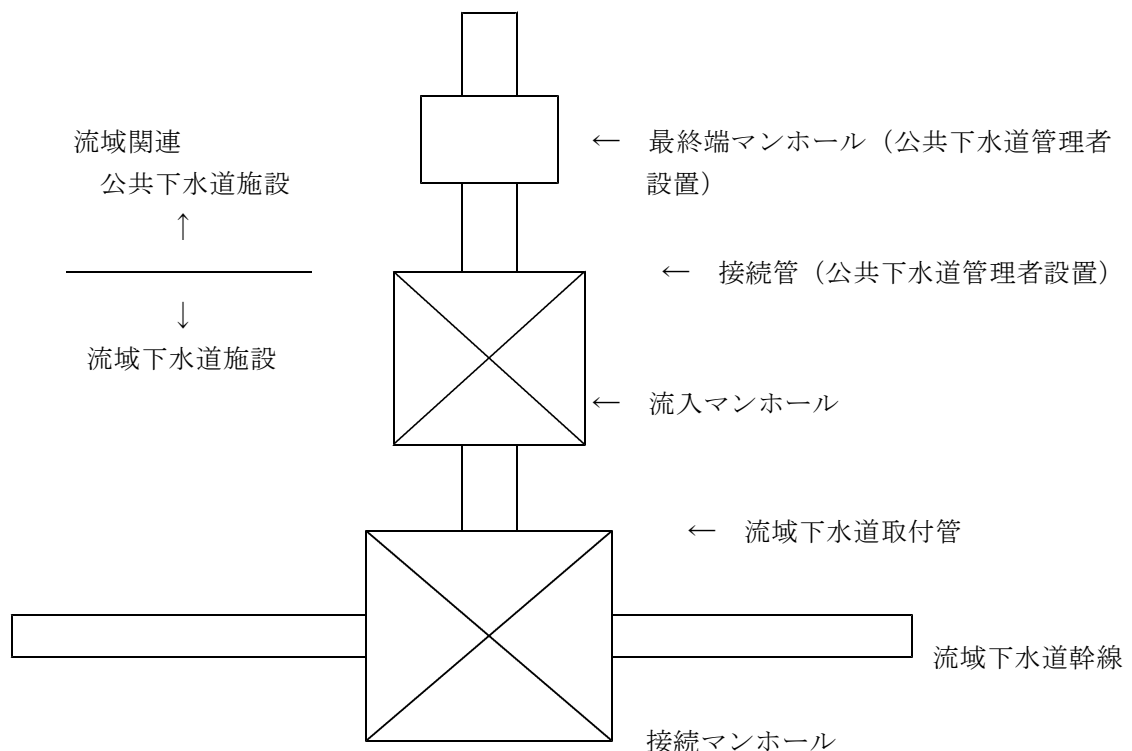 流域関連
公共下水道施設
↑
↓
流域下水道施設
← 最終端マンホール（公共下水道管理者
設置）
← 接続管（公共下水道管理者設置）
← 流入マンホール
← 流域下水道取付管
流域下水道幹線
接続マンホール